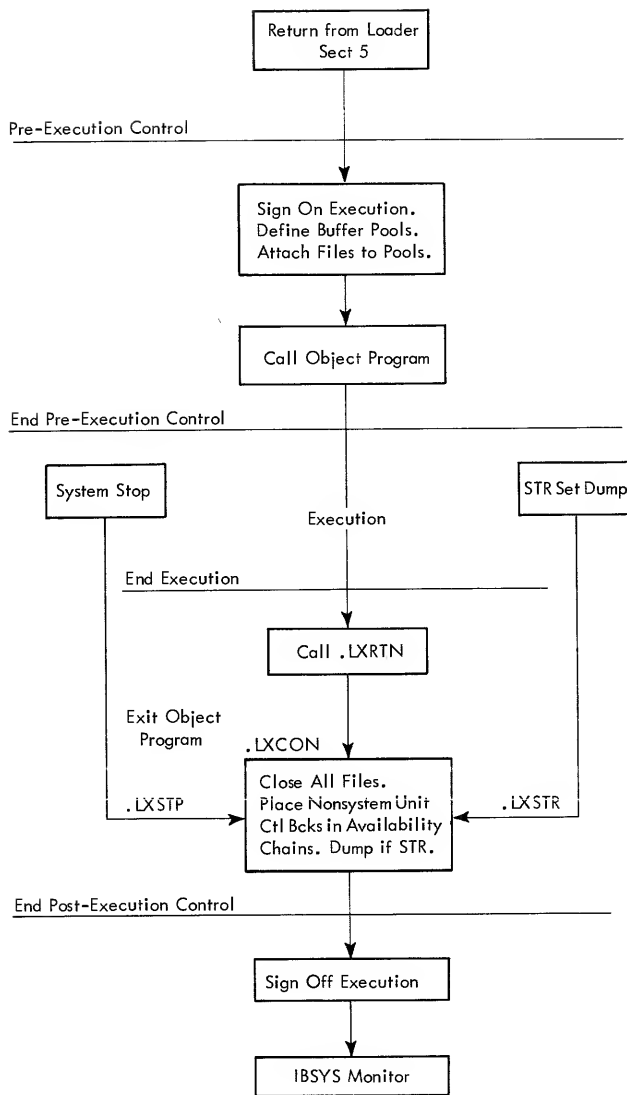 Return from Loader
Sect 5
Pre-Execution Control
Sign On Execution.
Define Buffer Pools.
Attach Files to Pools.
Call Object Program
End Pre-Execution Control
System Stop
STR Set Dump
Execution
End Execution
Call .LXRTN
Exit Object
Program
.LXCON
.LXSTP
Close All Files.
Place Nonsystem Unit
Ctl Bcks in Availability
Chains. Dump if STR.
.LXSTR
End Post-Execution Control
Sign Off Execution
IBSYS Monitor